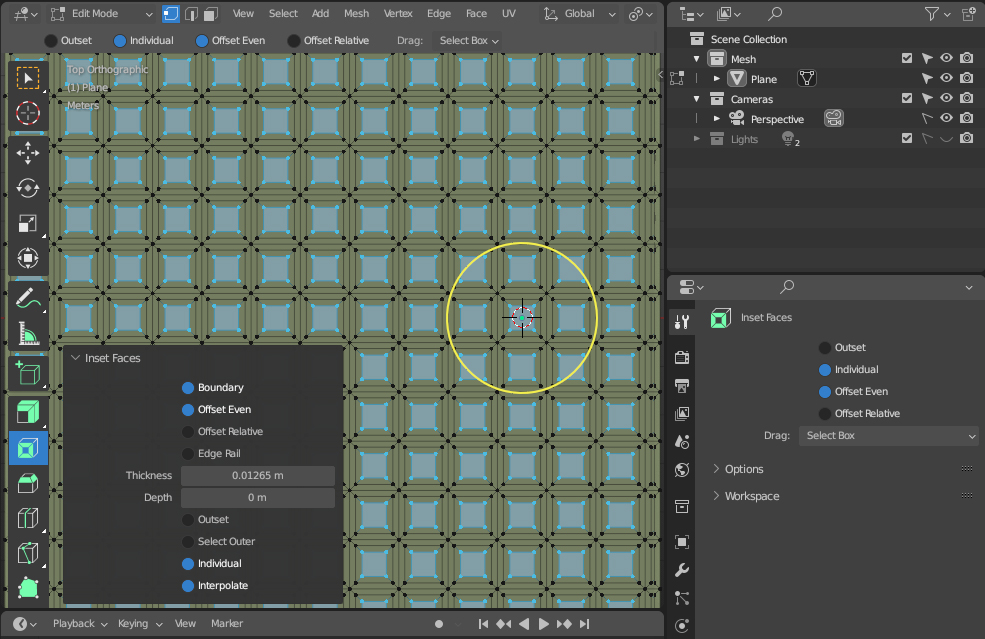 Edit Mode View Select Add Mesh Vertex Edge Face UV Global
Outset Individual Offset Even Offset Relative Drag: Select Box
Top Orthographic
(1) Plane
Meters
Inset Faces
Boundary
Offset Even
Offset Relative
Edge Rail
Thickness 0.01265 m
Depth 0 m
Outset
Select Outer
Individual
Interpolate
Playback Keying View Marker
Scene Collection
Mesh
Plane
Cameras
Perspective
Lights 2
Inset Faces
Outset
Individual
Offset Even
Offset Relative
Drag: Select Box
Options
Workspace